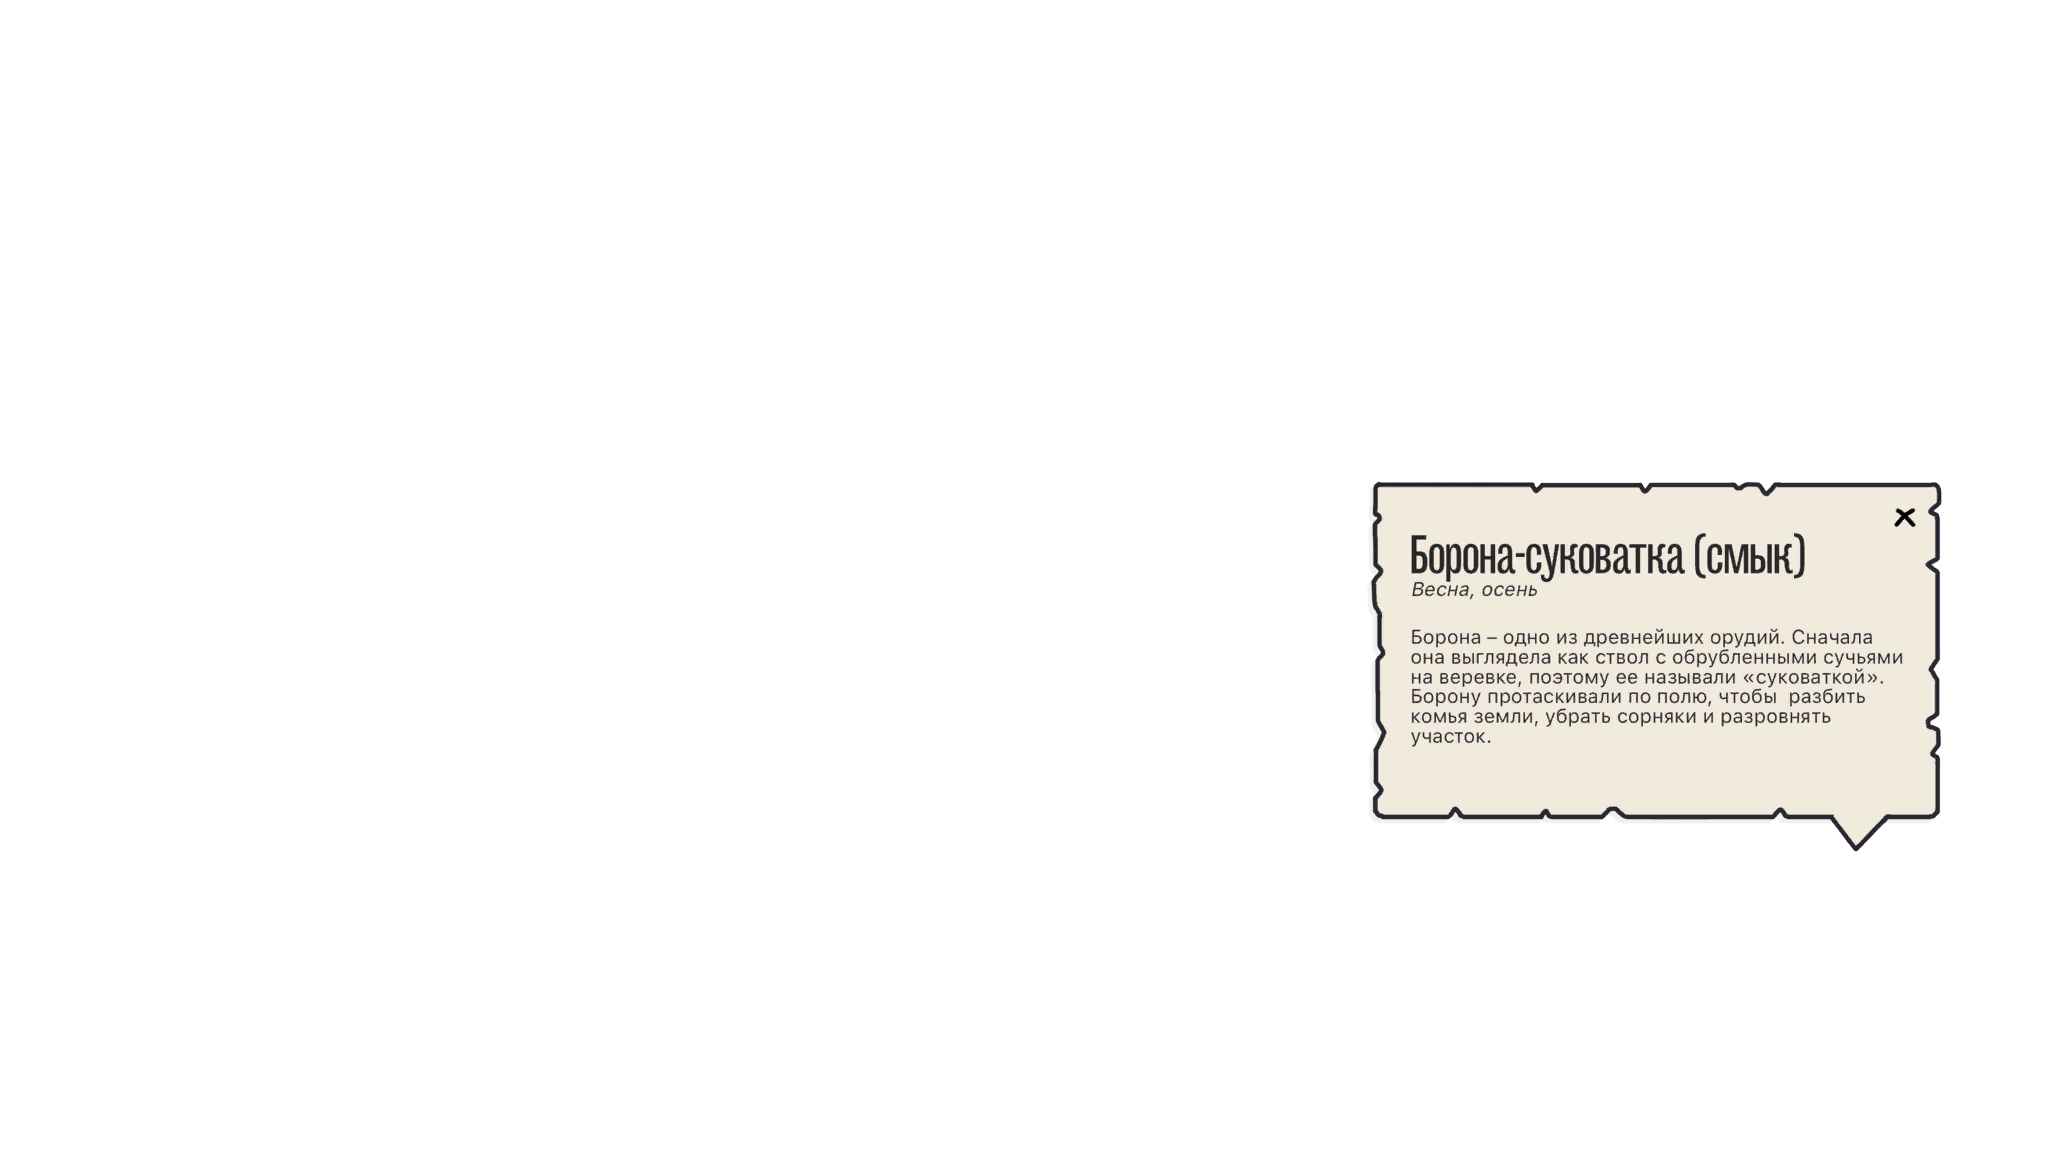 Борона-суковатка (смык)
Весна, осень
Борона – одно из древнейших орудий. Сначала
она выглядела как ствол с обрубленными сучьями
на веревке, поэтому ее называли «суковаткой».
Борону протаскивали по полю, чтобы  разбить
комья земли, убрать сорняки и разровнять
участок.